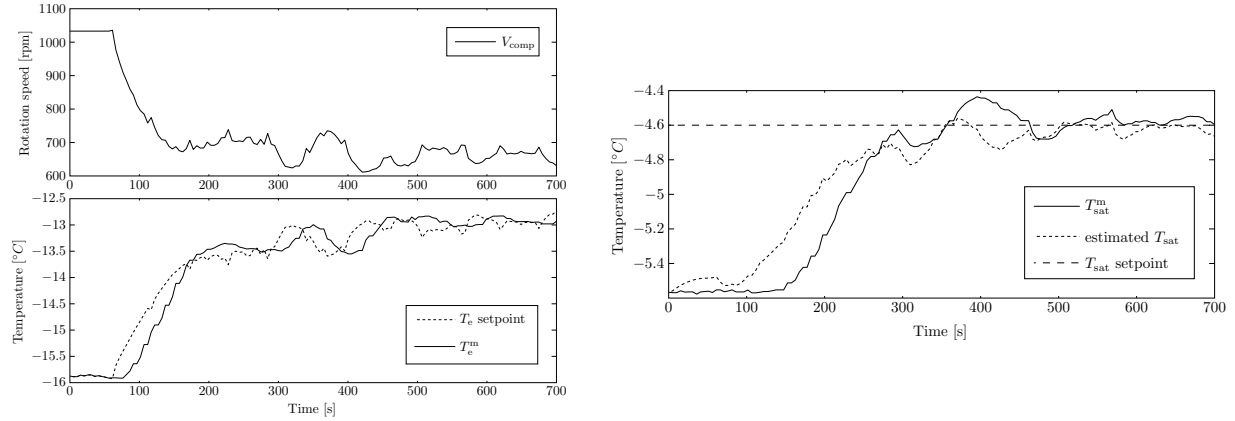 1100
1000
900
800
700
600
Rotation speed [rpm]
V_comp
0 100 200 300 400 500 600 700
−12.5
−13
−13.5
−14
−14.5
−15
−15.5
−16
Temperature [°C]
T_e setpoint
T_e^m
0 100 200 300 400 500 600 700
Time [s]
−4.4
−4.6
−4.8
−5
−5.2
−5.4
Temperature [°C]
T_sat^m
estimated T_sat
T_sat setpoint
0 100 200 300 400 500 600 700
Time [s]